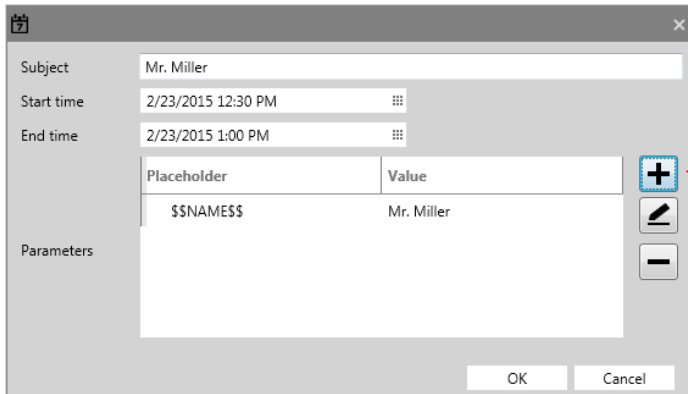 7
Subject Mr. Miller
Start time 2/23/2015 12:30 PM
End time 2/23/2015 1:00 PM
Placeholder Value
$$NAME$$ Mr. Miller
Parameters
OK Cancel